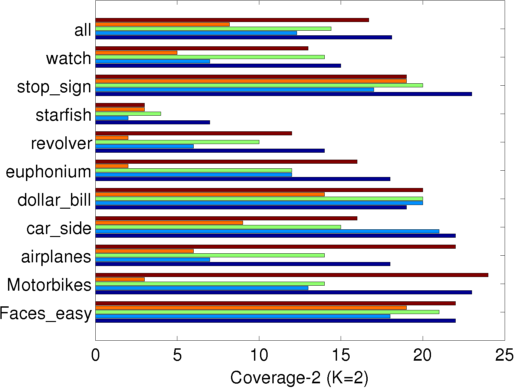 all
watch
stop_sign
starfish
revolver
euphonium
dollar_bill
car_side
airplanes
Motorbikes
Faces_easy
0 5 10 15 20 25
Coverage-2 (K=2)